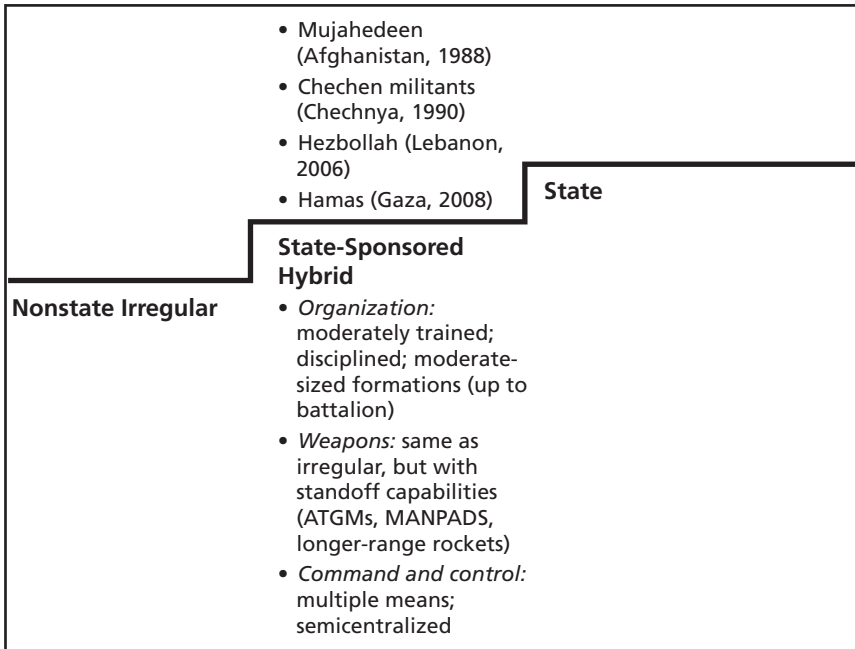 • Mujahedeen
(Afghanistan, 1988)
• Chechen militants
(Chechnya, 1990)
• Hezbollah (Lebanon,
2006)
• Hamas (Gaza, 2008)
State
State-Sponsored
Hybrid
Nonstate Irregular
• Organization:
moderately trained;
disciplined; moderate-
sized formations (up to
battalion)
• Weapons: same as
irregular, but with
standoff capabilities
(ATGMs, MANPADS,
longer-range rockets)
• Command and control:
multiple means;
semicentralized